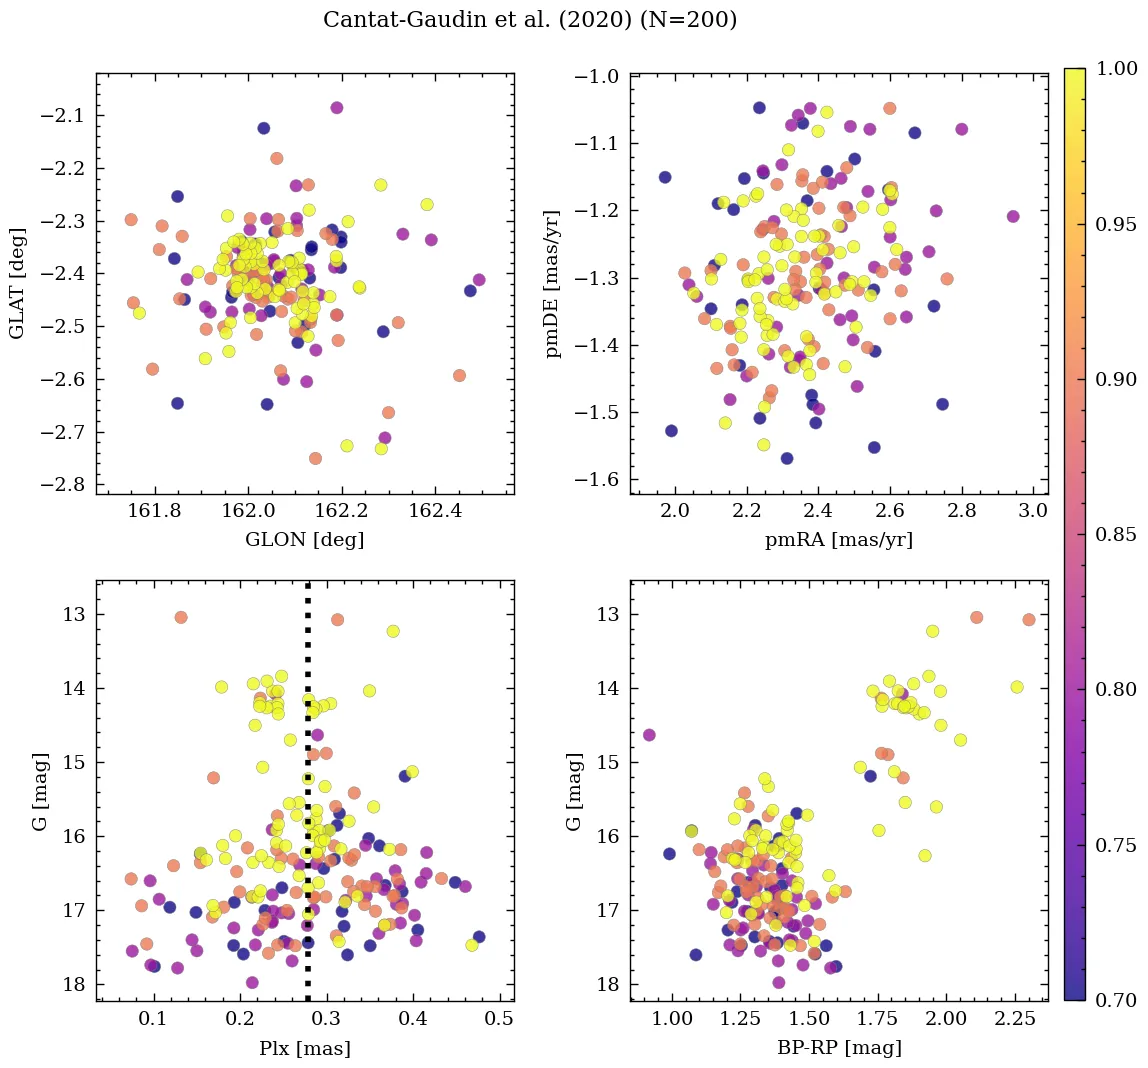 Cantat-Gaudin et al. (2020) (N=200)
−2.1
−2.2
−2.3
−2.4
−2.5
−2.6
−2.7
−2.8
GLAT [deg]
161.8 162.0 162.2 162.4
GLON [deg]
−1.0
−1.1
−1.2
−1.3
−1.4
−1.5
−1.6
pmDE [mas/yr]
2.0 2.2 2.4 2.6 2.8 3.0
pmRA [mas/yr]
13
14
15
16
17
18
G [mag]
0.1 0.2 0.3 0.4 0.5
Plx [mas]
13
14
15
16
17
18
G [mag]
1.00 1.25 1.50 1.75 2.00 2.25
BP-RP [mag]
1.00
0.95
0.90
0.85
0.80
0.75
0.70